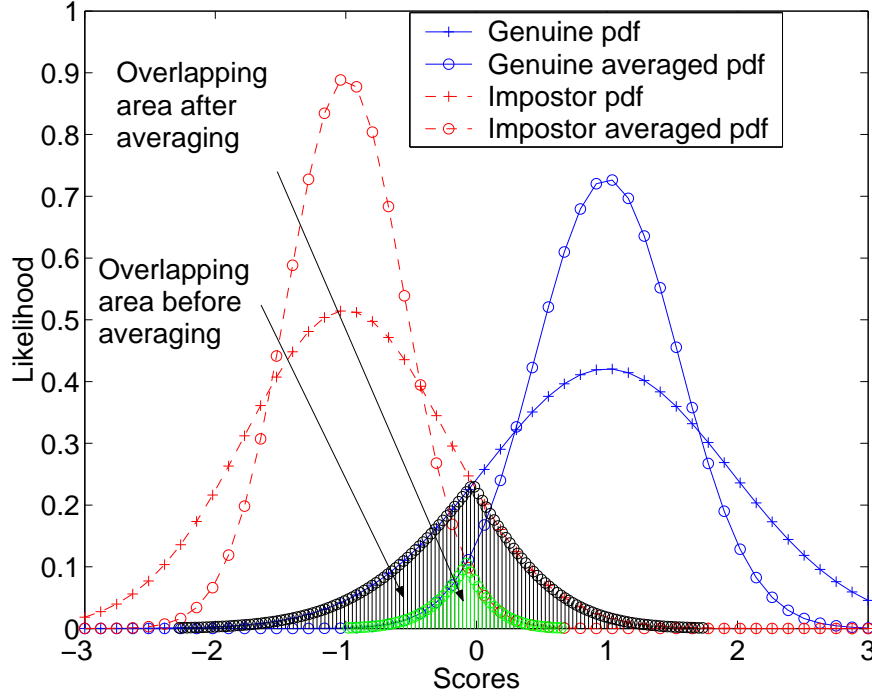 1
0.9
0.8
0.7
0.6
0.5
0.4
0.3
0.2
0.1
0
Likelihood
Overlapping
area after
averaging
Overlapping
area before
averaging
Genuine pdf
Genuine averaged pdf
Impostor pdf
Impostor averaged pdf
−3 −2 −1 0 1 2 3
Scores